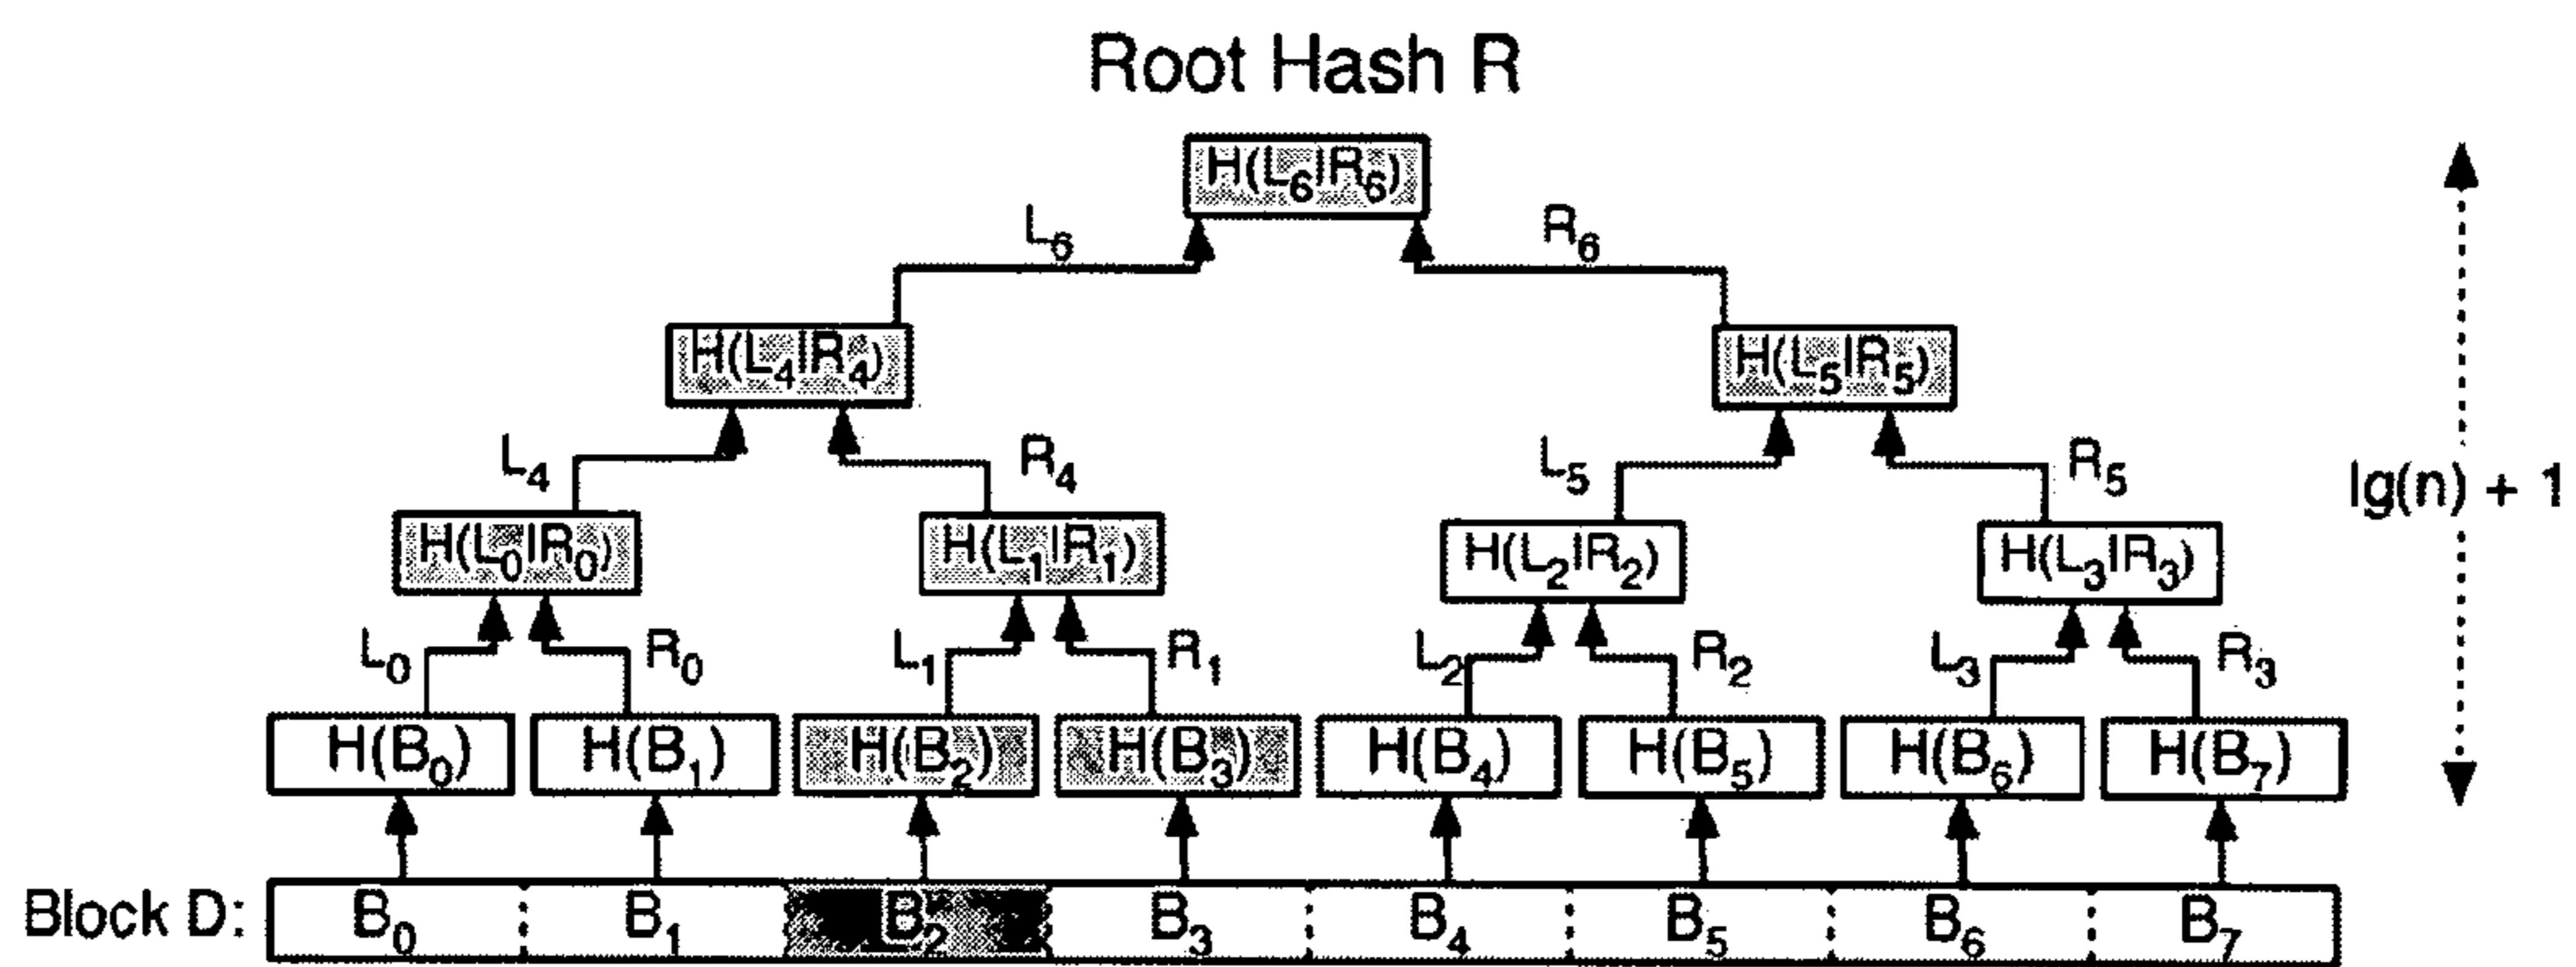 Root Hash R
H(L₆|R₆)
L₆ R₆
H(L₄|R₄) H(L₅|R₅)
L₄ R₄ L₅ R₅
lg(n) + 1
H(L₀|R₀) H(L₁|R₁) H(L₂|R₂) H(L₃|R₃)
L₀ R₀ L₁ R₁ L₂ R₂ L₃ R₃
H(B₀) H(B₁) H(B₂) H(B₃) H(B₄) H(B₅) H(B₆) H(B₇)
Block D: B₀ B₁ B₂ B₃ B₄ B₅ B₆ B₇